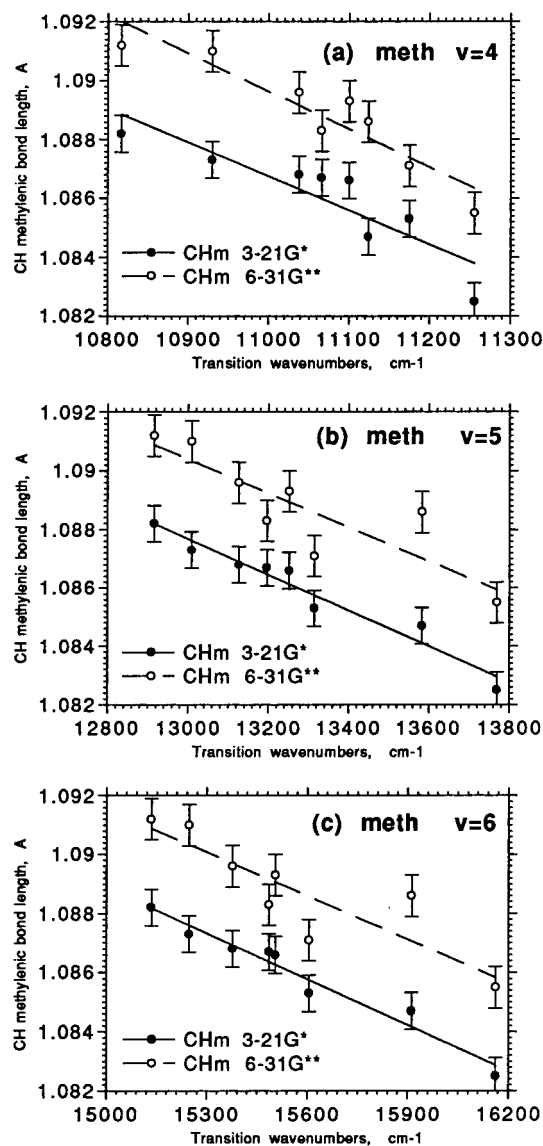 1.092
(a) meth v=4
1.09
1.088
1.086
1.084
1.082
CH methylenic bond length, A
CHm 3-21G*
CHm 6-31G**
10800 10900 11000 11100 11200 11300
Transition wavenumbers, cm-1
1.092
(b) meth v=5
1.09
1.088
1.086
1.084
1.082
CH methylenic bond length, A
CHm 3-21G*
CHm 6-31G**
12800 13000 13200 13400 13600 13800
Transition wavenumbers, cm-1
1.092
(c) meth v=6
1.09
1.088
1.086
1.084
1.082
CH methylenic bond length, A
CHm 3-21G*
CHm 6-31G**
15000 15300 15600 15900 16200
Transition wavenumbers, cm-1